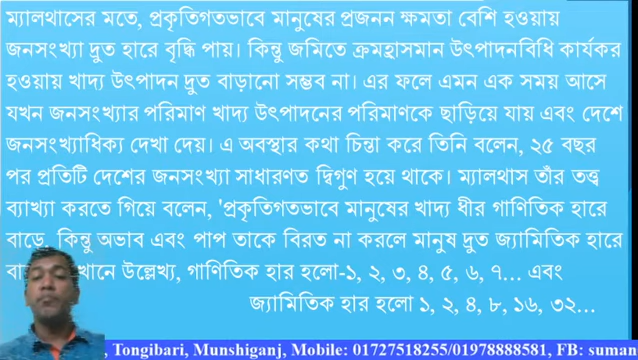 ম্যালথাসের মতে, প্রকৃতিগতভাবে মানুষের প্রজনন ক্ষমতা বেশি হওয়ায়
জনসংখ্যা দ্রুত হারে বৃদ্ধি পায়। কিন্তু জমিতে ক্রমহ্রাসমান উৎপাদনবিধি কার্যকর
হওয়ায় খাদ্য উৎপাদন দ্রুত বাড়ানো সম্ভব না। এর ফলে এমন এক সময় আসে
যখন জনসংখ্যার পরিমাণ খাদ্য উৎপাদনের পরিমাণকে ছাড়িয়ে যায় এবং দেশে
জনসংখ্যাধিক্য দেখা দেয়। এ অবস্থার কথা চিন্তা করে তিনি বলেন, ২৫ বছর
পর প্রতিটি দেশের জনসংখ্যা সাধারণত দ্বিগুণ হয়ে থাকে। ম্যালথাস তাঁর তত্ত্ব
ব্যাখ্যা করতে গিয়ে বলেন, 'প্রকৃতিগতভাবে মানুষের খাদ্য ধীর গাণিতিক হারে
বাড়ে, কিন্তু অভাব এবং পাপ তাকে বিরত না করলে মানুষ দ্রুত জ্যামিতিক হারে
উল্লেখ্য, গাণিতিক হার হলো-১, ২, ৩, ৪, ৫, ৬, ৭... এবং
জ্যামিতিক হার হলো ১, ২, ৪, ৮, ১৬, ৩২...
, Tongibari, Munshiganj, Mobile: 01727518255/01978888581, FB: suman